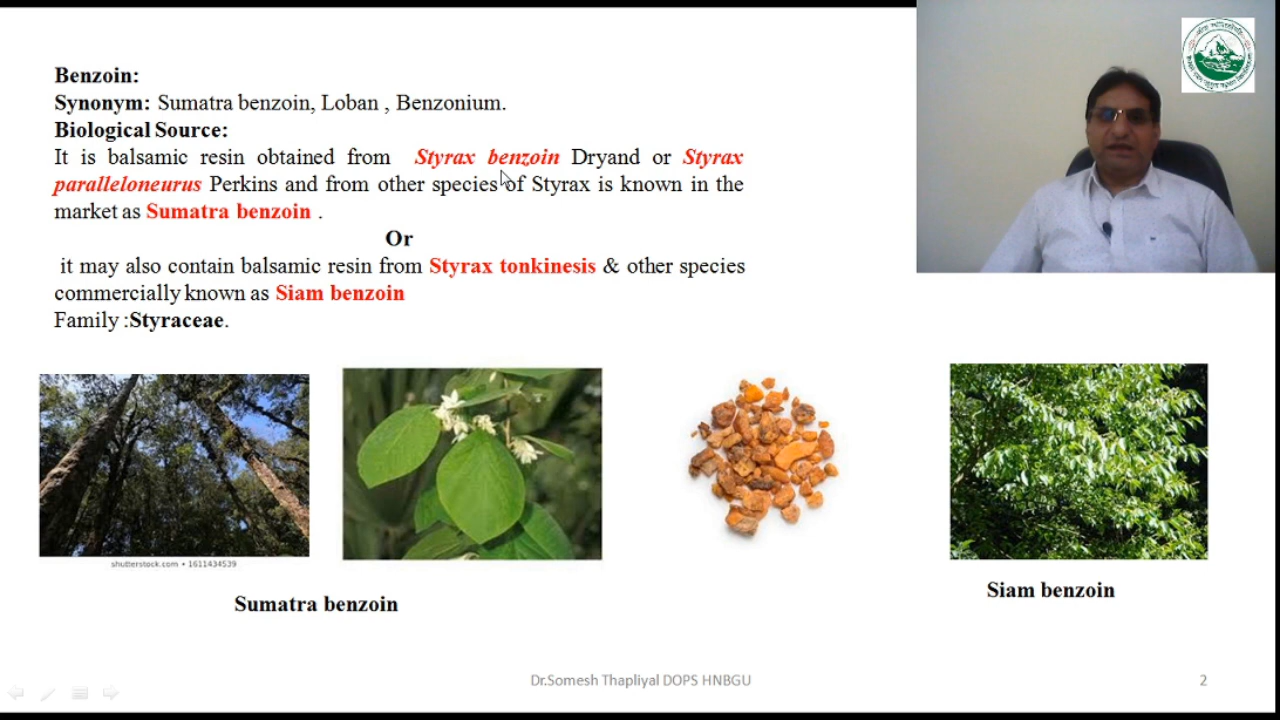 Benzoin:
Synonym: Sumatra benzoin, Loban , Benzonium.
Biological Source:
It is balsamic resin obtained from Styrax benzoin Dryand or Styrax
paralleloneurus Perkins and from other species of Styrax is known in the
market as Sumatra benzoin .
Or
it may also contain balsamic resin from Styrax tonkinesis & other species
commercially known as Siam benzoin
Family :Styraceae.
shutterstock.com • 1611434539
Sumatra benzoin
Siam benzoin
Dr.Somesh Thapliyal DOPS HNBGU
2